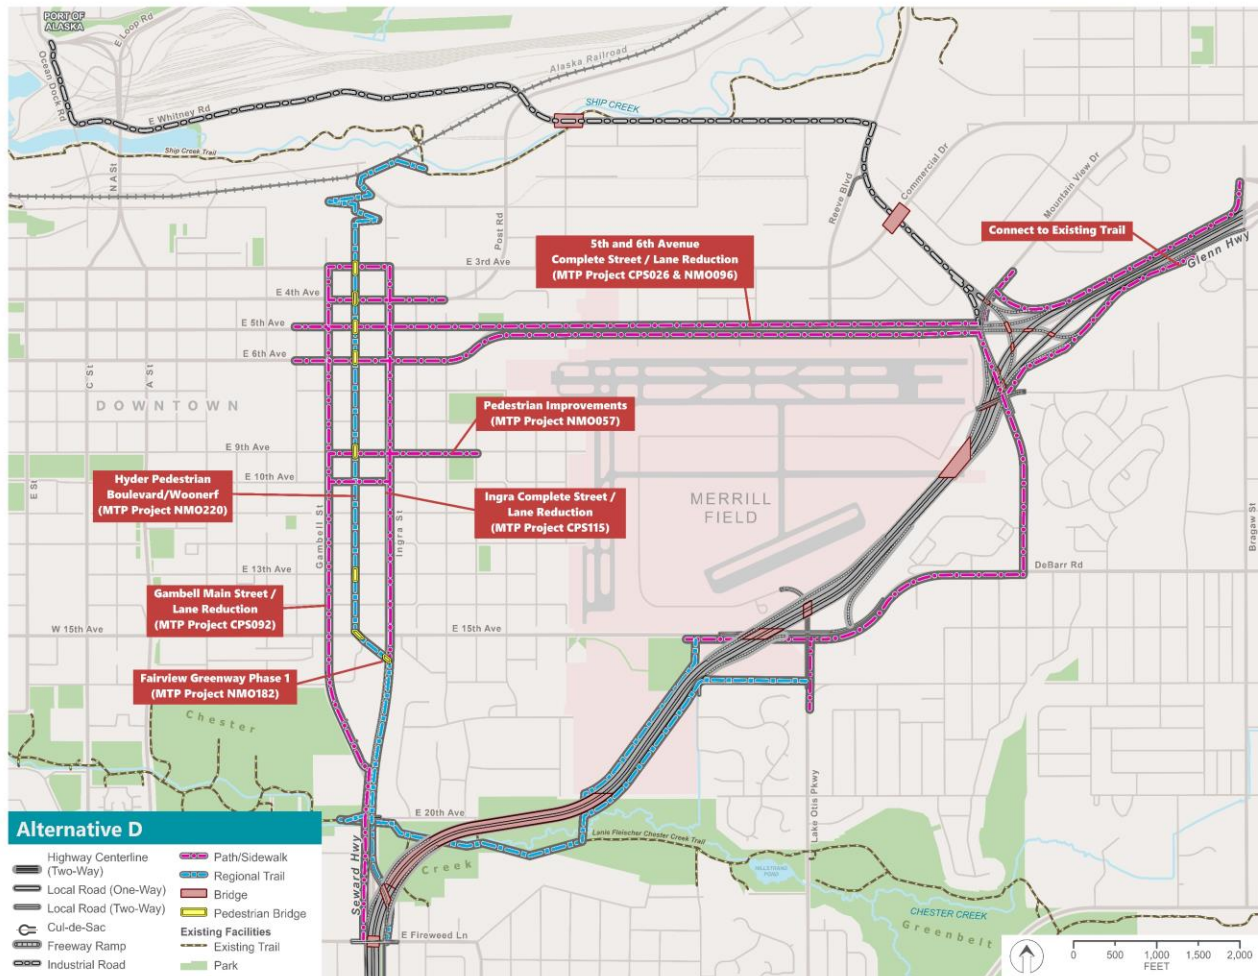 PORT OF
ALASKA
E Loop Rd
Ocean Dock Rd
E Whitney Rd
Alaska Railroad
SHIP CREEK
Ship Creek Trail
N A St
Post Rd
Reeve Blvd
Commercial Dr
Mountain View Dr
Glenn Hwy
Connect to Existing Trail
5th and 6th Avenue
Complete Street / Lane Reduction
(MTP Project CPS026 & NMO096)
E 3rd Ave
E 4th Ave
E 5th Ave
E 6th Ave
C St
A St
DOWNTOWN
Pedestrian Improvements
(MTP Project NMO057)
E 9th Ave
E 10th Ave
E St
Hyder Pedestrian
Boulevard/Woonerf
(MTP Project NMO220)
Ingra Complete Street /
Lane Reduction
(MTP Project CPS115)
MERRILL
FIELD
Gambell St
Ingra St
Bragaw St
E 13th Ave
DeBarr Rd
Gambell Main Street /
Lane Reduction
(MTP Project CPS092)
W 15th Ave
E 15th Ave
Fairview Greenway Phase 1
(MTP Project NMO182)
Chester
Creek
Greenbelt
E 20th Ave
Lanie Fleischer Chester Creek Trail
Lake Otis Pkwy
HILLSTRAND
POND
CHESTER CREEK
Seward Hwy
E Fireweed Ln
Alternative D
Highway Centerline
(Two-Way)
Local Road (One-Way)
Local Road (Two-Way)
Cul-de-Sac
Freeway Ramp
Industrial Road
Path/Sidewalk
Regional Trail
Bridge
Pedestrian Bridge
Existing Facilities
Existing Trail
Park
0 500 1,000 1,500 2,000
FEET